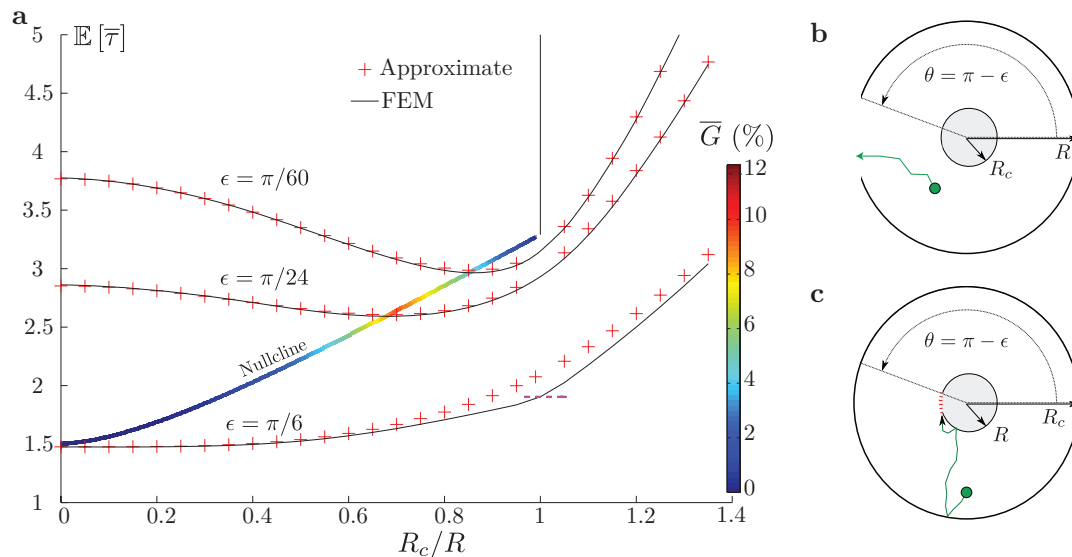 a
𝔼[τ̅]
5
4.5
4
3.5
3
2.5
2
1.5
1
+ Approximate
— FEM
ϵ = π/60
ϵ = π/24
Nullcline
ϵ = π/6
0 0.2 0.4 0.6 0.8 1 1.2 1.4
R_c/R
G̅ (%)
12
10
8
6
4
2
0
b
θ = π − ϵ
R
R_c
c
θ = π − ϵ
R_c
R